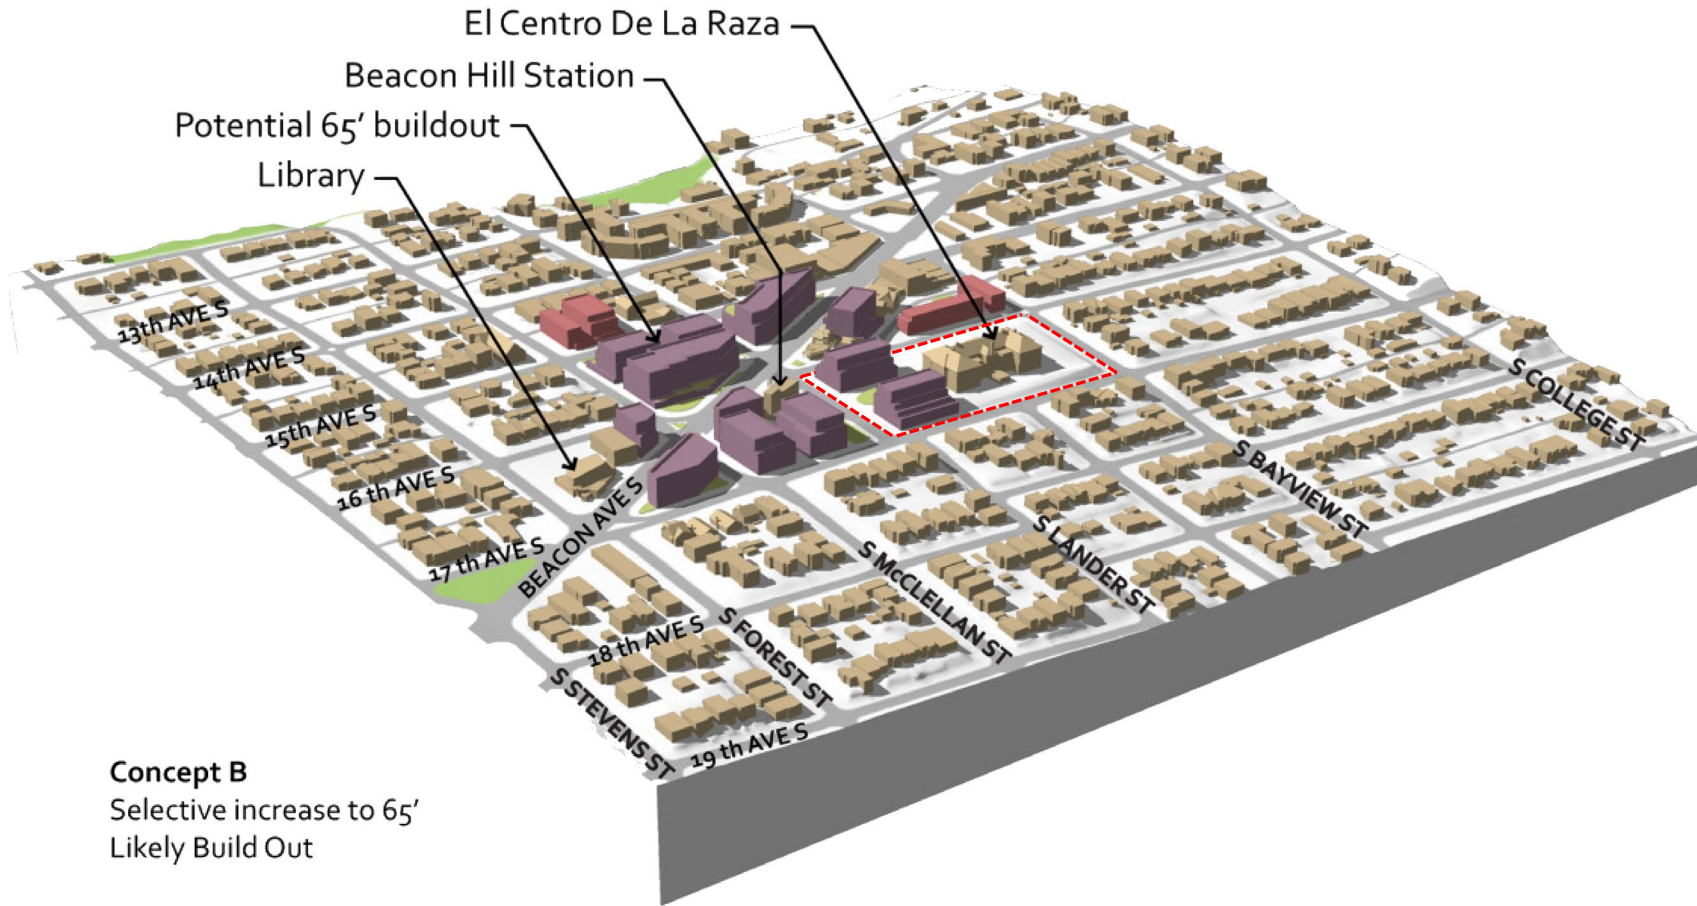 El Centro De La Raza
Beacon Hill Station
Potential 65’ buildout
Library
13th AVE S
14th AVE S
15th AVE S
16 th AVE S
17 th AVE S
BEACON AVE S
18 th AVE S
19 th AVE S
S STEVENS ST
S FOREST ST
S McCLELLAN ST
S LANDER ST
S BAYVIEW ST
S COLLEGE ST
Concept B
Selective increase to 65’
Likely Build Out